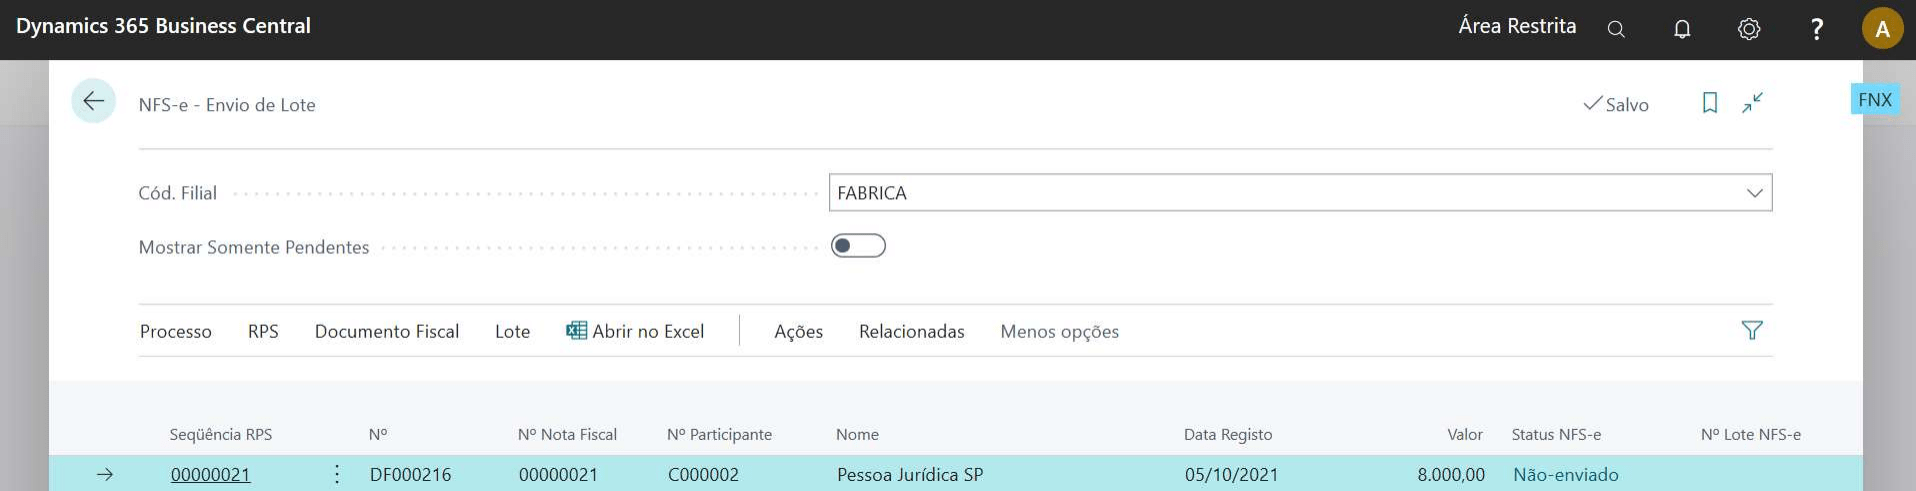 Dynamics 365 Business Central Área Restrita ? A
NFS-e - Envio de Lote Salvo FNX
Cód. Filial FABRICA
Mostrar Somente Pendentes
Processo RPS Documento Fiscal Lote Abrir no Excel Ações Relacionadas Menos opções
Seqüência RPS Nº Nº Nota Fiscal Nº Participante Nome Data Registo Valor Status NFS-e Nº Lote NFS-e
00000021 DF000216 00000021 C000002 Pessoa Jurídica SP 05/10/2021 8.000,00 Não-enviado